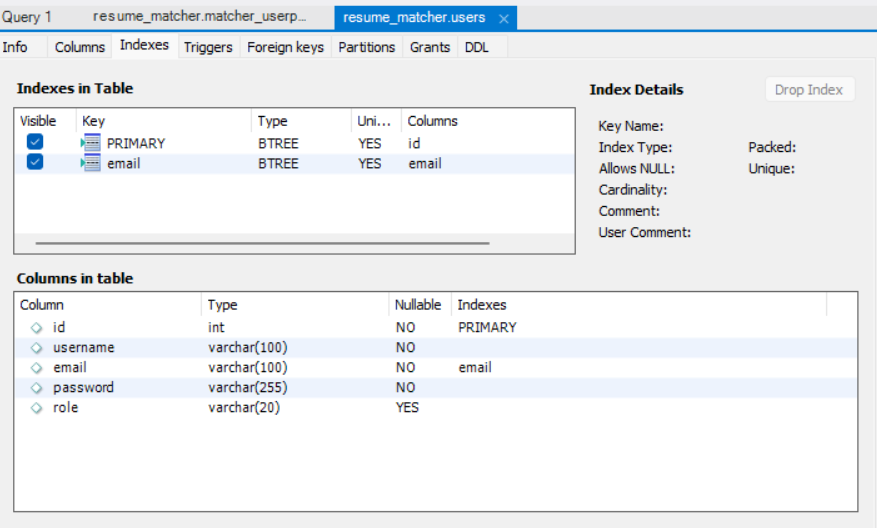 Query 1 resume_matcher.matcher_userp... resume_matcher.users ×
Info Columns Indexes Triggers Foreign keys Partitions Grants DDL
Indexes in Table
Visible Key Type Uni... Columns
PRIMARY BTREE YES id
email BTREE YES email
Index Details Drop Index
Key Name:
Index Type: Packed:
Allows NULL: Unique:
Cardinality:
Comment:
User Comment:
Columns in table
Column Type Nullable Indexes
id int NO PRIMARY
username varchar(100) NO
email varchar(100) NO email
password varchar(255) NO
role varchar(20) YES